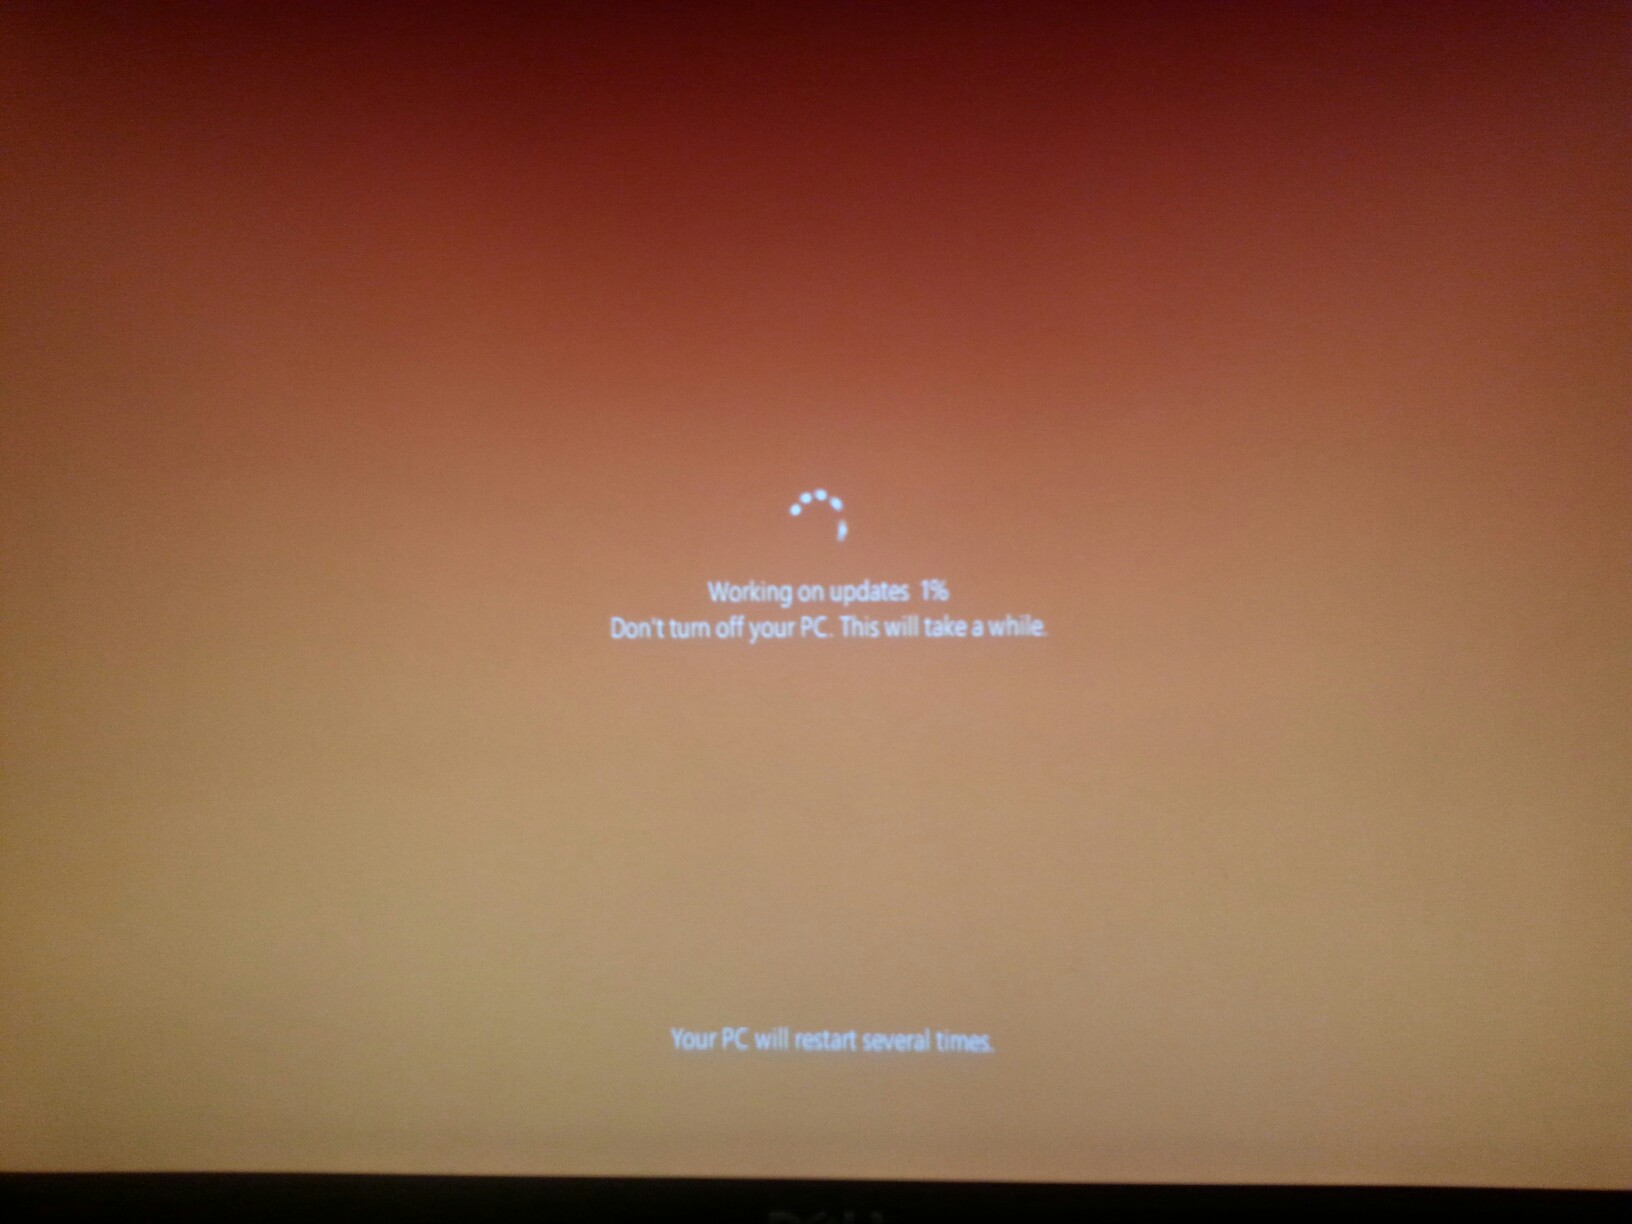 Working on updates 1%
Don't turn off your PC. This will take a while.
Your PC will restart several times.